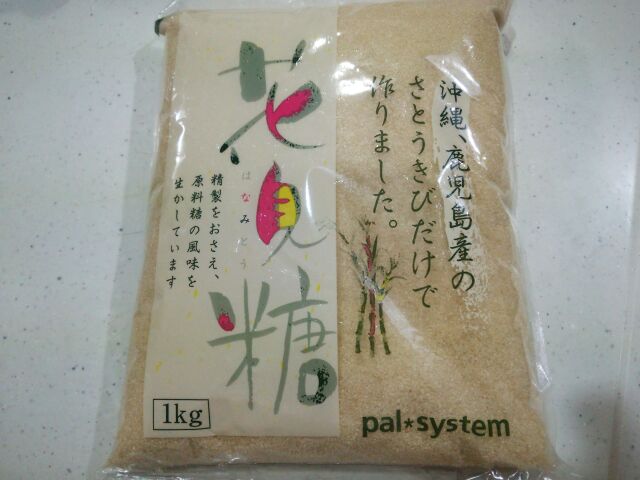 沖縄、鹿児島産の
さとうきびだけで
作りました。
花見糖
はなみとう
精製をおさえ、
原料糖の風味を
生かしています
1kg
pal*system